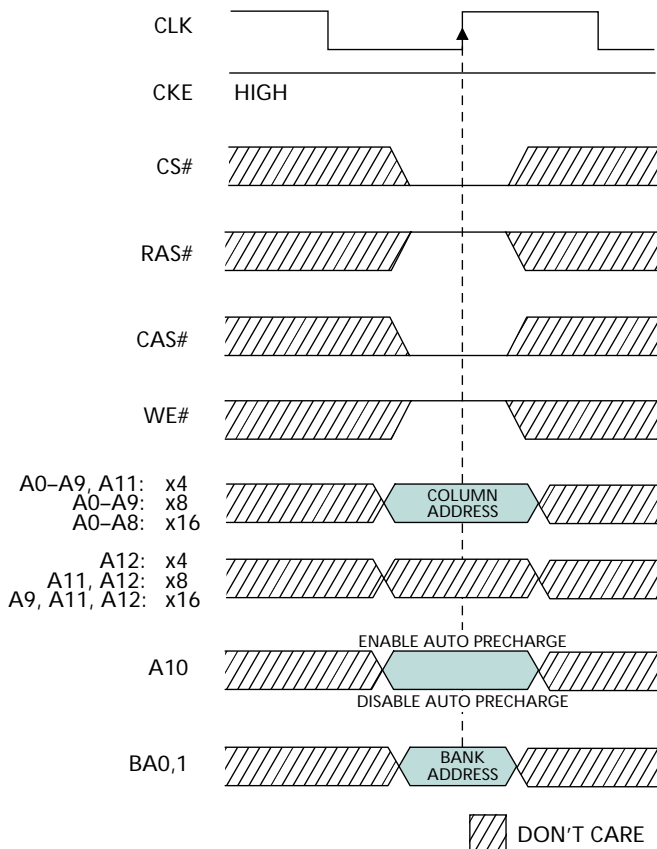 CLK
CKE HIGH
CS#
RAS#
CAS#
WE#
A0–A9, A11: x4
A0–A9: x8
A0–A8: x16
COLUMN
ADDRESS
A12: x4
A11, A12: x8
A9, A11, A12: x16
ENABLE AUTO PRECHARGE
A10
DISABLE AUTO PRECHARGE
BA0,1
BANK
ADDRESS
DON'T CARE